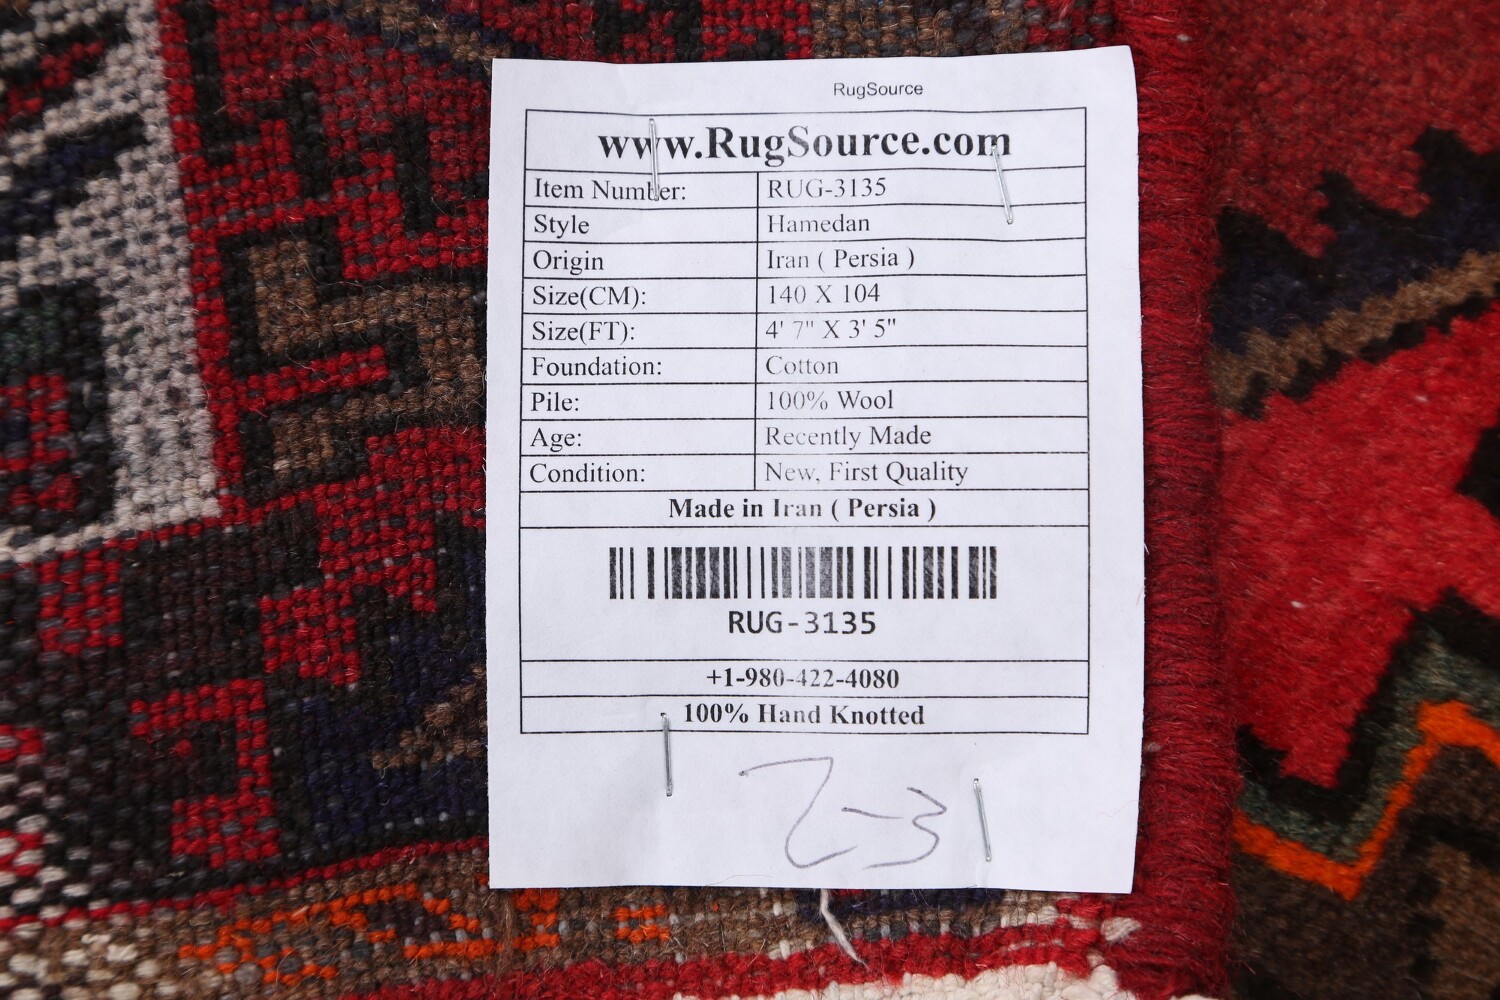 RugSource
www.RugSource.com
Item Number: RUG-3135
Style Hamedan
Origin Iran ( Persia )
Size(CM): 140 X 104
Size(FT): 4' 7" X 3' 5"
Foundation: Cotton
Pile: 100% Wool
Age: Recently Made
Condition: New, First Quality
Made in Iran ( Persia )
RUG-3135
+1-980-422-4080
100% Hand Knotted